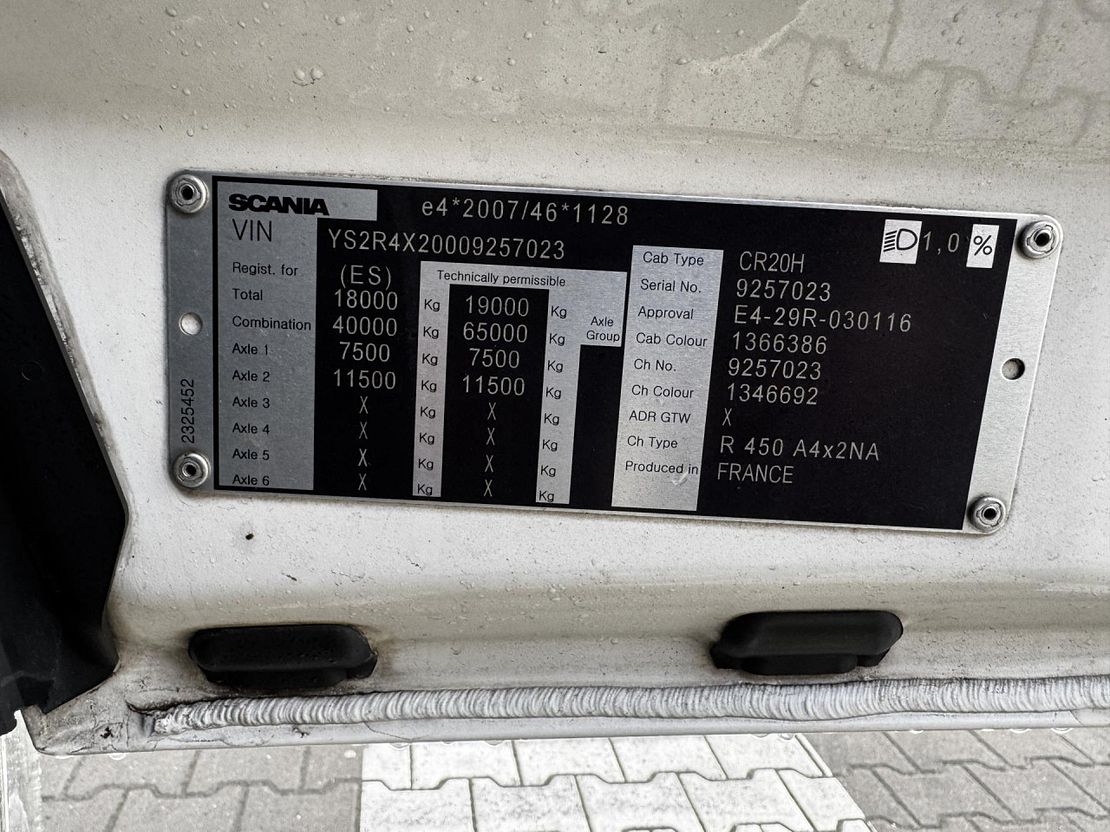 SCANIA e4*2007/46*1128
VIN YS2R4X20009257023 1,0 %
Regist. for (ES) Technically permissible
Total 18000 Kg 19000 Kg Axle Group
Combination 40000 Kg 65000 Kg
Axle 1 7500 Kg 7500 Kg
Axle 2 11500 Kg 11500 Kg
Axle 3 X Kg X Kg
Axle 4 X Kg X Kg
Axle 5 X Kg X Kg
Axle 6 X Kg X Kg
Cab Type CR20H
Serial No. 9257023
Approval E4-29R-030116
Cab Colour 1366386
Ch No. 9257023
Ch Colour 1346692
ADR GTW X
Ch Type R 450 A4x2NA
Produced in FRANCE
2325452